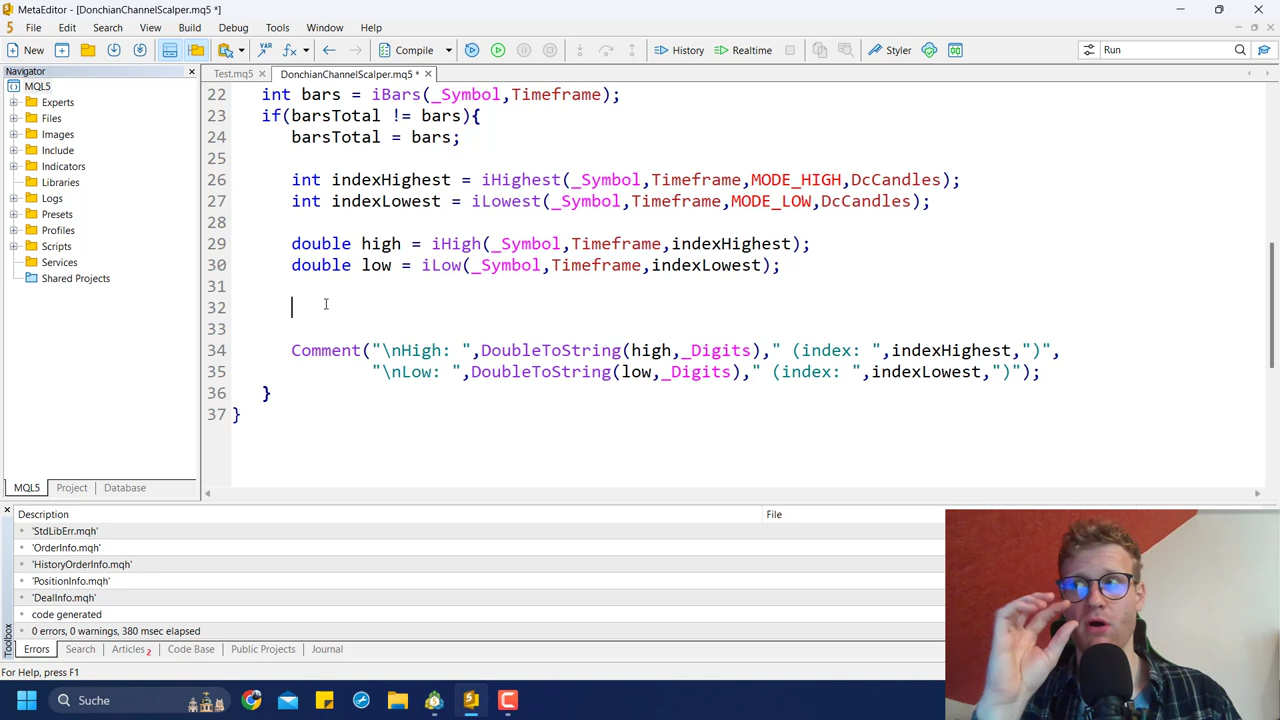 MetaEditor - [DonchianChannelScalper.mq5 *]
File Edit Search View Build Debug Tools Window Help
New Compile History Realtime Styler Run
Navigator
Test.mq5 DonchianChannelScalper.mq5 *
MQL5
Experts
Files
Images
Include
Indicators
Libraries
Logs
Presets
Profiles
Scripts
Services
Shared Projects
MQL5 Project Database
22 int bars = iBars(_Symbol,Timeframe);
23 if(barsTotal != bars){
24 barsTotal = bars;
25
26 int indexHighest = iHighest(_Symbol,Timeframe,MODE_HIGH,DcCandles);
27 int indexLowest = iLowest(_Symbol,Timeframe,MODE_LOW,DcCandles);
28
29 double high = iHigh(_Symbol,Timeframe,indexHighest);
30 double low = iLow(_Symbol,Timeframe,indexLowest);
31
32
33
34 Comment("\nHigh: ",DoubleToString(high,_Digits)," (index: ",indexHighest,")",
35 "\nLow: ",DoubleToString(low,_Digits)," (index: ",indexLowest,")");
36 }
37 }
Description File
'StdLibErr.mqh'
'OrderInfo.mqh'
'HistoryOrderInfo.mqh'
'PositionInfo.mqh'
'DealInfo.mqh'
code generated
0 errors, 0 warnings, 380 msec elapsed
Toolbox
Errors Search Articles 2 Code Base Public Projects Journal
For Help, press F1
Suche